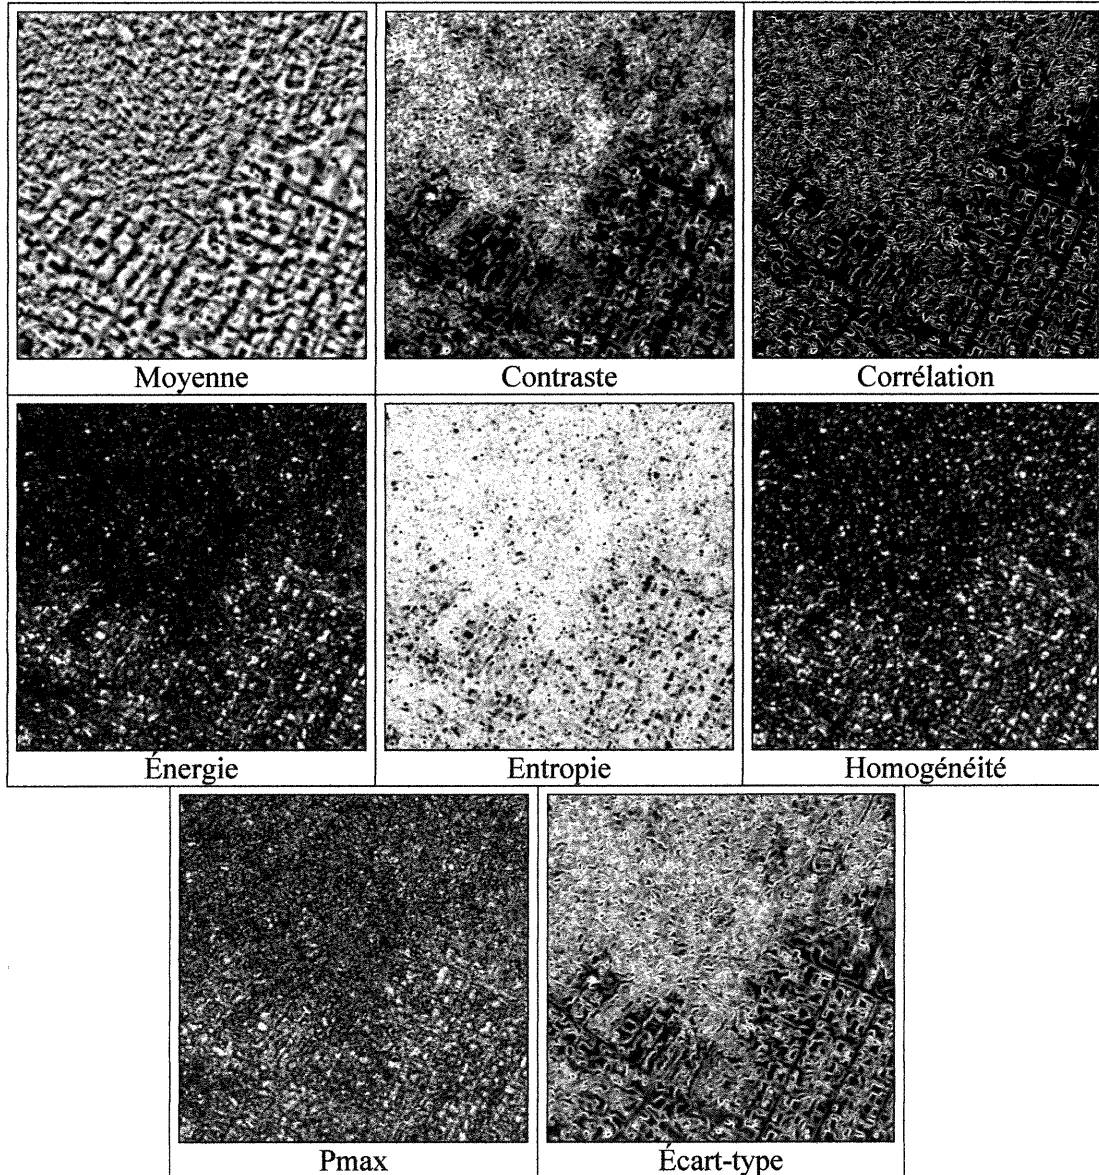 Moyenne
Contraste
Corrélation
Énergie
Entropie
Homogénéité
Pmax
Écart-type